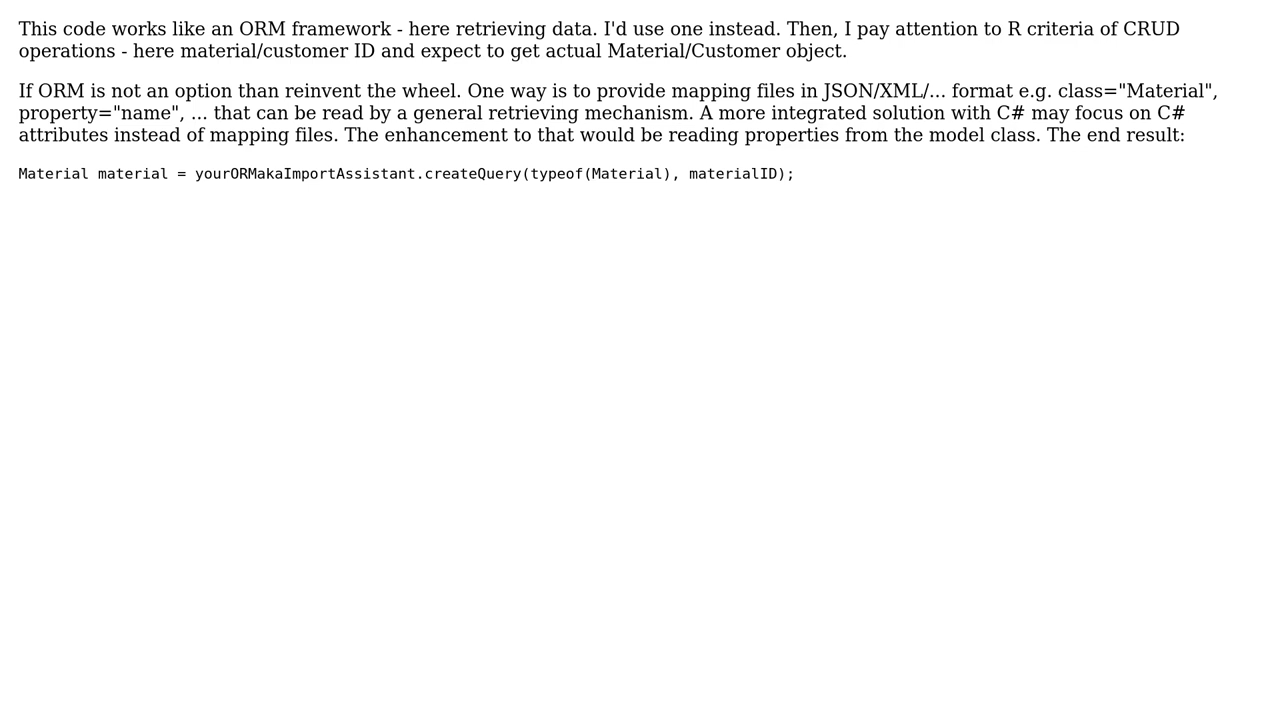 This code works like an ORM framework - here retrieving data. I'd use one instead. Then, I pay attention to R criteria of CRUD
operations - here material/customer ID and expect to get actual Material/Customer object.
If ORM is not an option than reinvent the wheel. One way is to provide mapping files in JSON/XML/... format e.g. class="Material",
property="name", ... that can be read by a general retrieving mechanism. A more integrated solution with C# may focus on C#
attributes instead of mapping files. The enhancement to that would be reading properties from the model class. The end result:
Material material = yourORMakaImportAssistant.createQuery(typeof(Material), materialID);